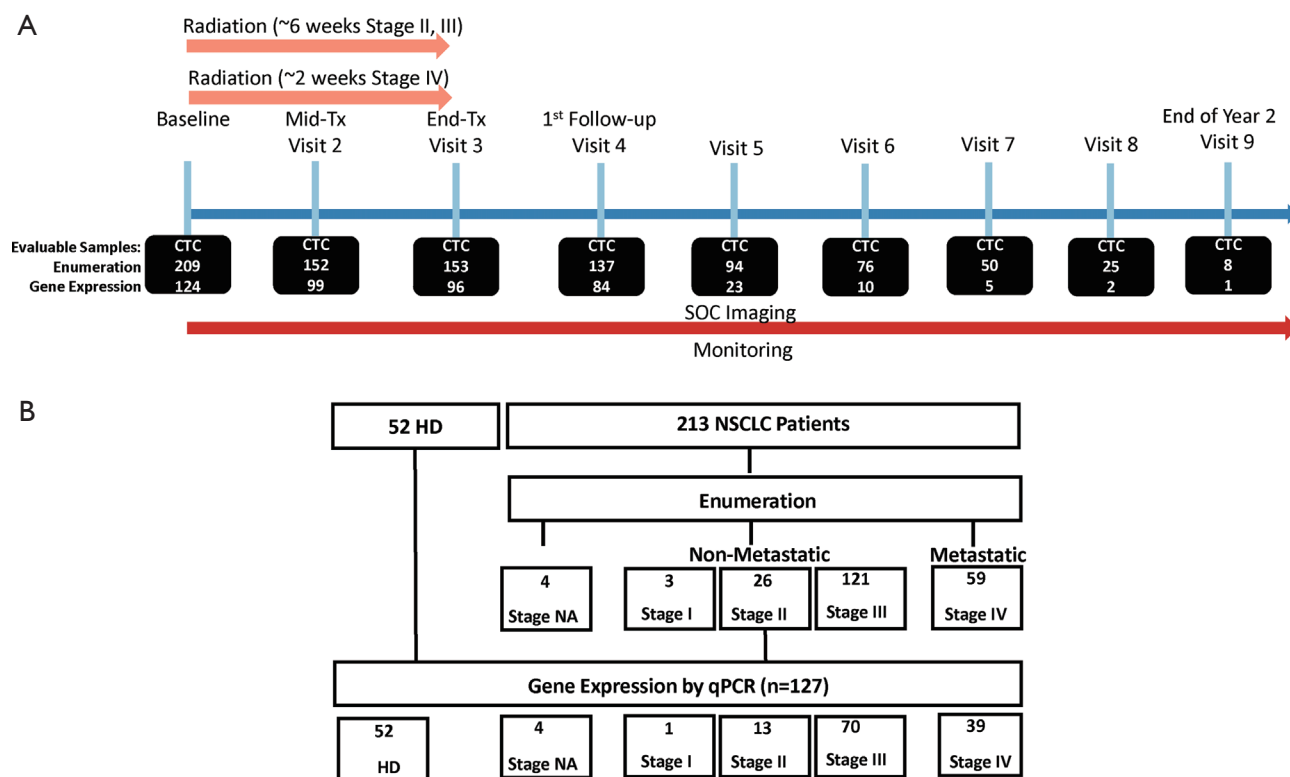 A
Radiation (~6 weeks Stage II, III)
Radiation (~2 weeks Stage IV)
Baseline
Mid-Tx
Visit 2
End-Tx
Visit 3
1st Follow-up
Visit 4
Visit 5
Visit 6
Visit 7
Visit 8
End of Year 2
Visit 9
Evaluable Samples: CTC CTC CTC CTC CTC CTC CTC CTC CTC
Enumeration 209 152 153 137 94 76 50 25 8
Gene Expression 124 99 96 84 23 10 5 2 1
SOC Imaging
Monitoring
B
52 HD
213 NSCLC Patients
Enumeration
Non-Metastatic Metastatic
4 3 26 121 59
Stage NA Stage I Stage II Stage III Stage IV
Gene Expression by qPCR (n=127)
52 4 1 13 70 39
HD Stage NA Stage I Stage II Stage III Stage IV